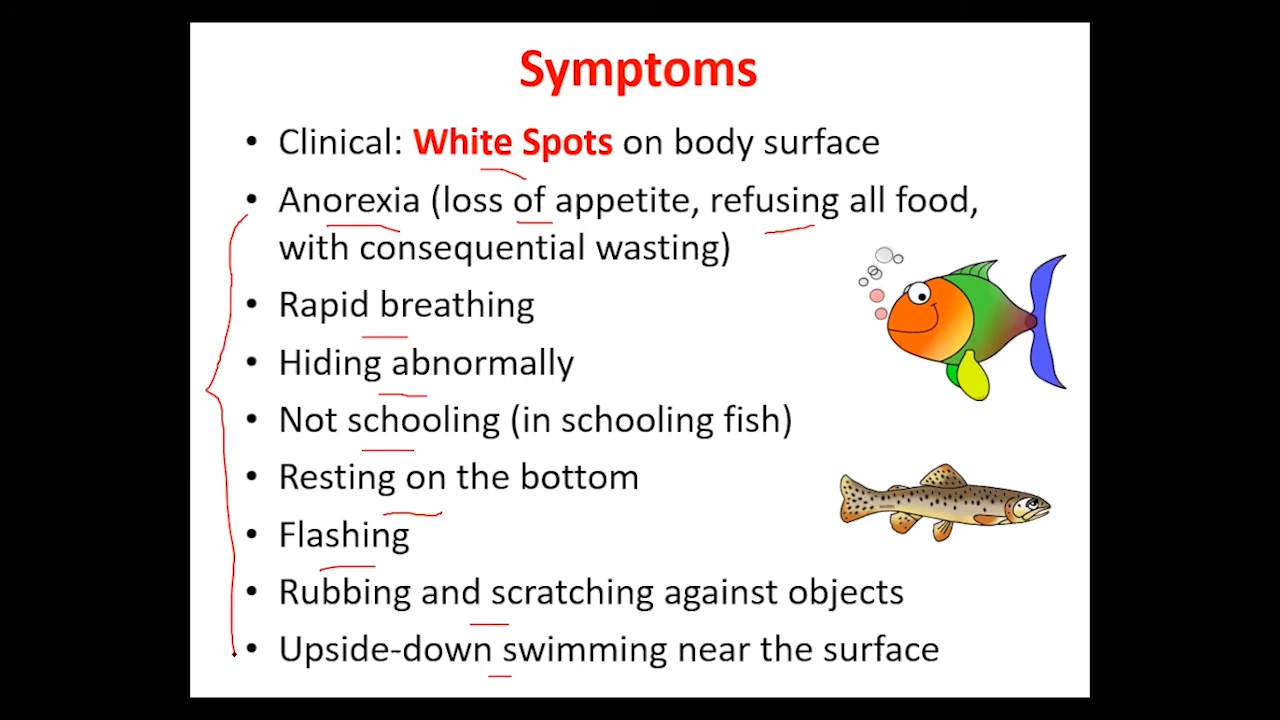 Symptoms
• Clinical: White Spots on body surface
• Anorexia (loss of appetite, refusing all food,
with consequential wasting)
• Rapid breathing
• Hiding abnormally
• Not schooling (in schooling fish)
• Resting on the bottom
• Flashing
• Rubbing and scratching against objects
• Upside-down swimming near the surface